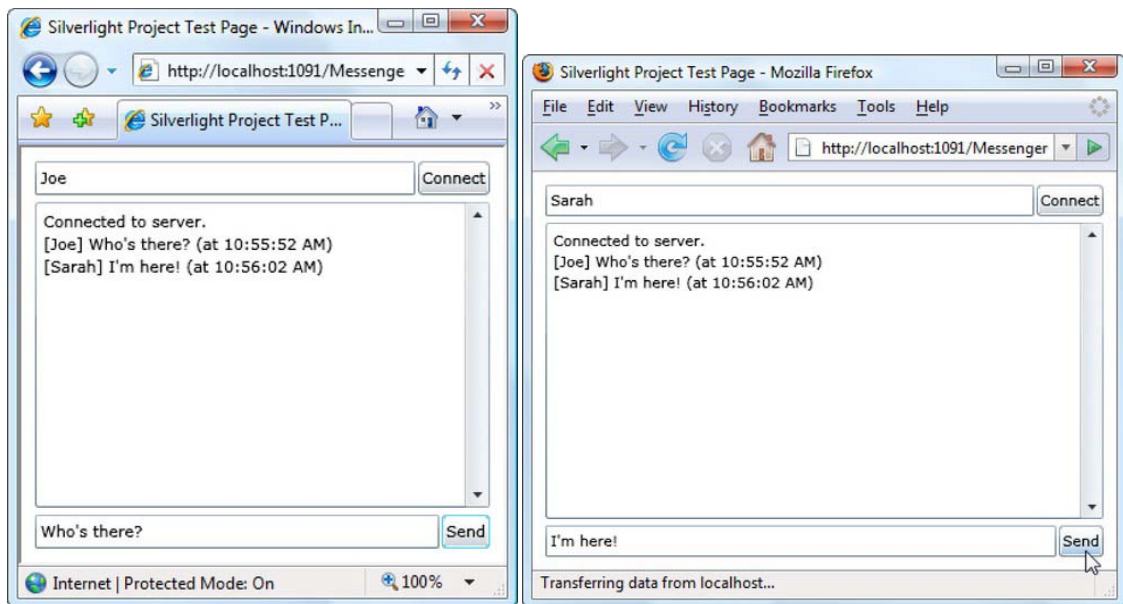 Silverlight Project Test Page - Windows In...
http://localhost:1091/Messenge
Silverlight Project Test P...
Joe
Connect
Connected to server.
[Joe] Who's there? (at 10:55:52 AM)
[Sarah] I'm here! (at 10:56:02 AM)
Who's there?
Send
Internet | Protected Mode: On
100%
Silverlight Project Test Page - Mozilla Firefox
File Edit View History Bookmarks Tools Help
http://localhost:1091/Messenger
Sarah
Connect
Connected to server.
[Joe] Who's there? (at 10:55:52 AM)
[Sarah] I'm here! (at 10:56:02 AM)
I'm here!
Send
Transferring data from localhost...